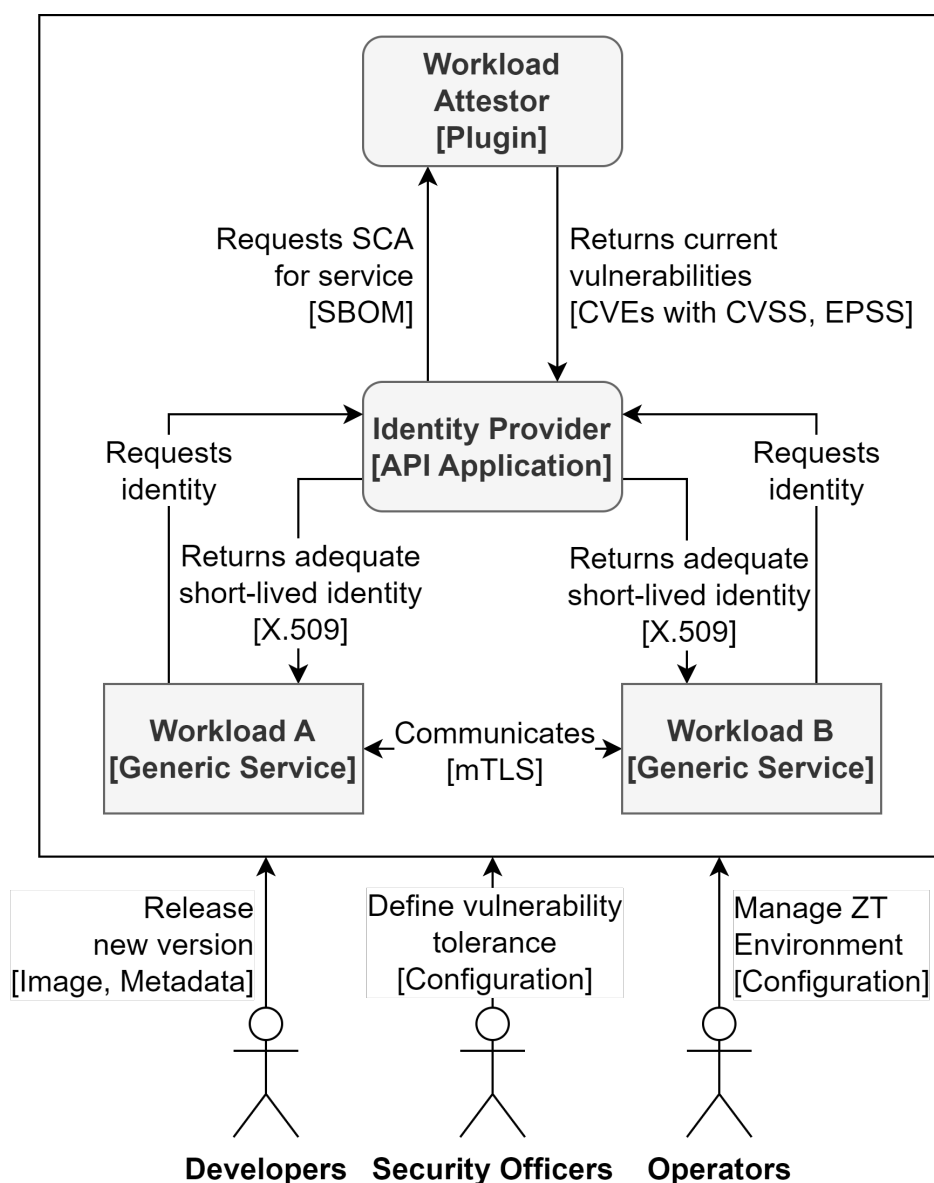 Workload
Attestor
[Plugin]
Requests SCA
for service
[SBOM]
Returns current
vulnerabilities
[CVEs with CVSS, EPSS]
Identity Provider
[API Application]
Requests
identity
Requests
identity
Returns adequate
short-lived identity
[X.509]
Returns adequate
short-lived identity
[X.509]
Workload A
[Generic Service]
Communicates
[mTLS]
Workload B
[Generic Service]
Release
new version
[Image, Metadata]
Define vulnerability
tolerance
[Configuration]
Manage ZT
Environment
[Configuration]
Developers
Security Officers
Operators